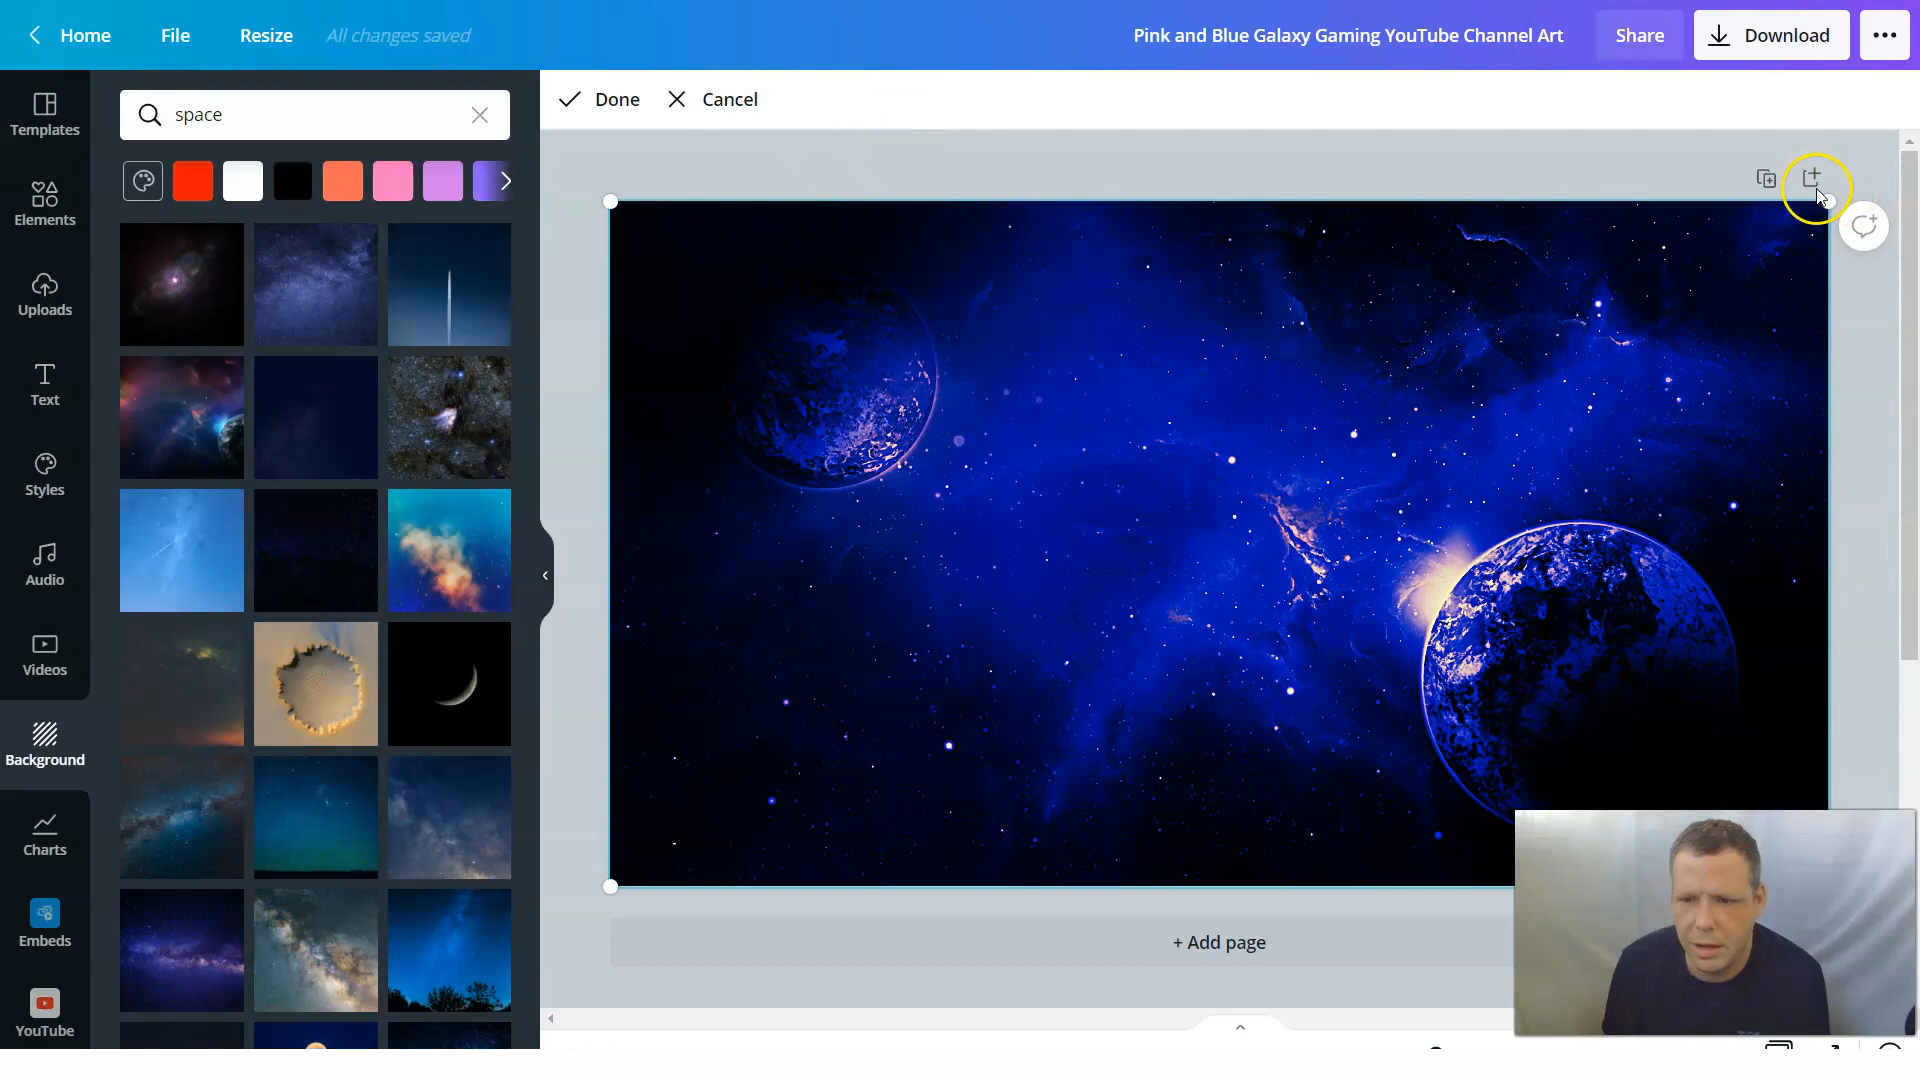 Home
File
Resize
All changes saved
Pink and Blue Galaxy Gaming YouTube Channel Art
Share
Download
Templates
Elements
Uploads
Text
Styles
Audio
Videos
Background
Charts
Embeds
YouTube
space
Done
Cancel
+ Add page